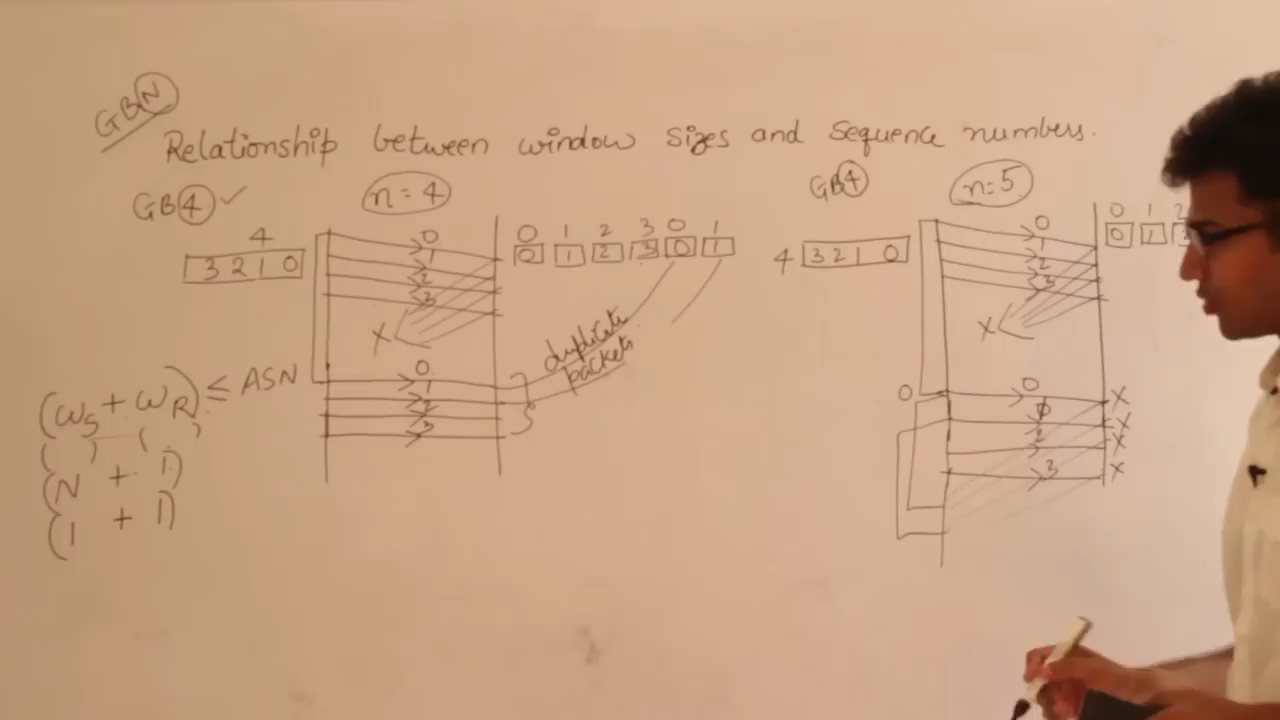 GBN
Relationship between window sizes and sequence numbers.
GB4 ✓ n=4
4
3 2 1 0
0 1 2 3 0 1
0 1 2 3 0 1
0
1
2
3
X
0
1
2
3
duplicate
packets
(ws + wR) ≤ ASN
( ) ( )
(N + 1)
(1 + 1)
GB4 n=5
4 3 2 1 0
0 1 2
0 1
0
1
2
3
X
0 0 X
X
2 X
3 X